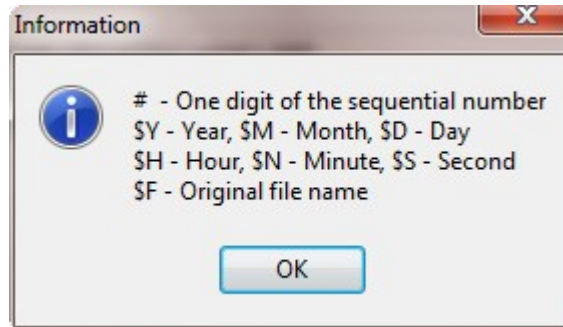 Information
# - One digit of the sequential number
$Y - Year, $M - Month, $D - Day
$H - Hour, $N - Minute, $S - Second
$F - Original file name
OK